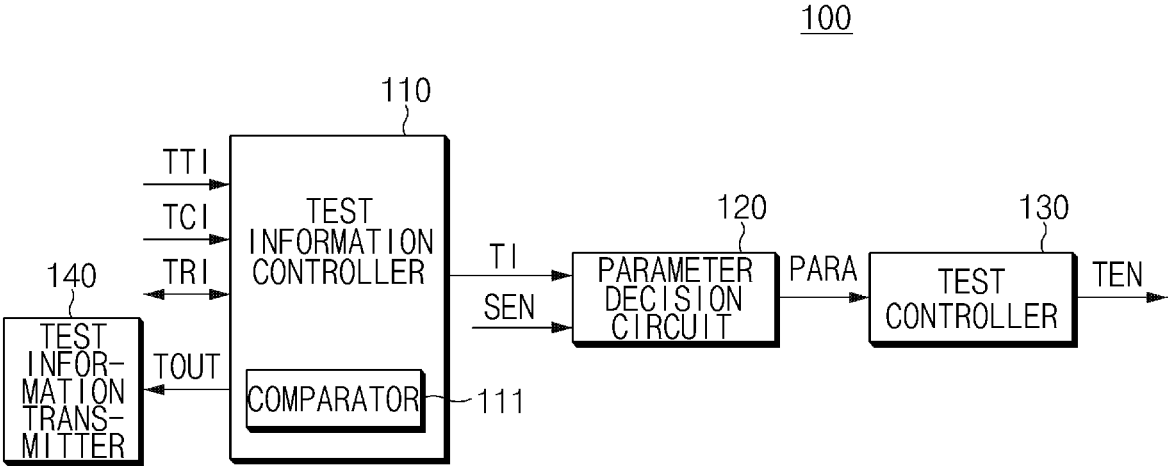 100
110
TTI
TCI
TRI
TOUT
TEST
INFORMATION
CONTROLLER
COMPARATOR
111
140
TEST
INFOR-
MATION
TRANS-
MITTER
TI
SEN
120
PARAMETER
DECISION
CIRCUIT
PARA
130
TEST
CONTROLLER
TEN